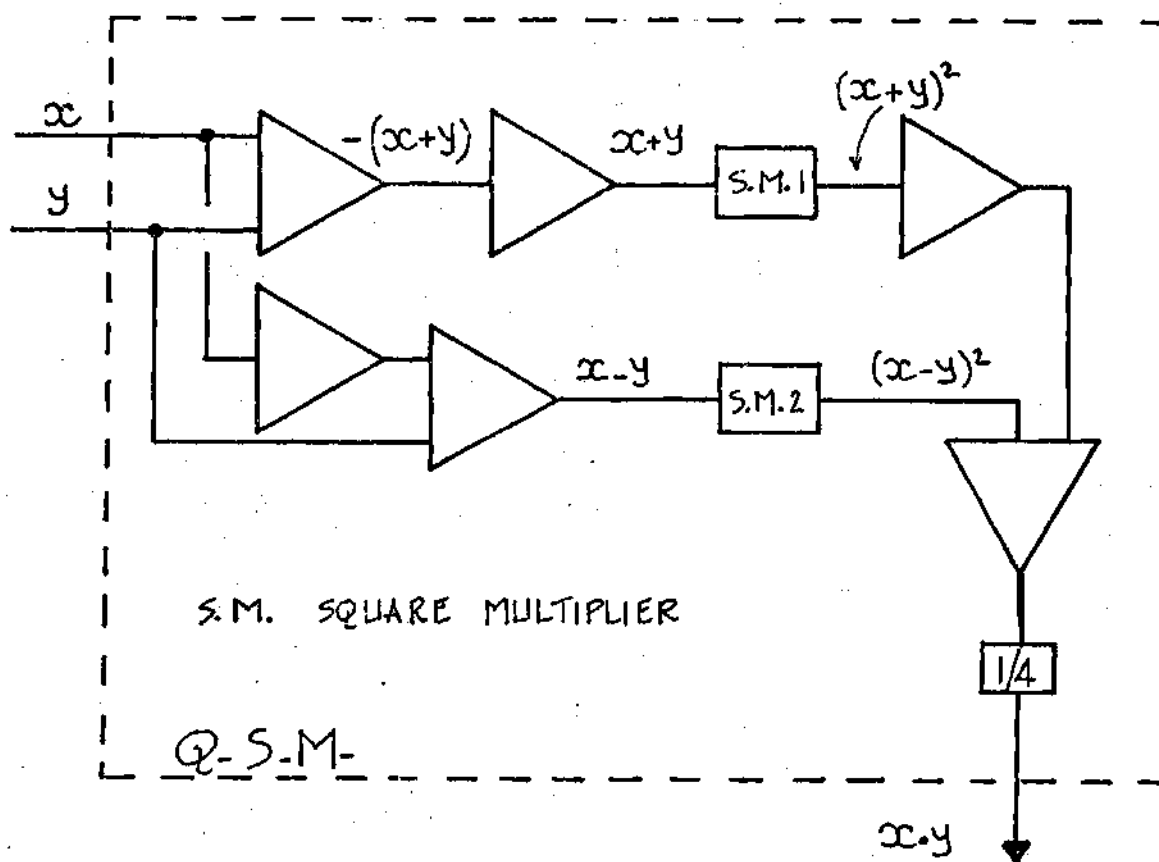 x
y
-(x+y)
x+y
S.M.1
(x+y)²
x-y
S.M.2
(x-y)²
S.M. SQUARE MULTIPLIER
1/4
Q-S-M-
x.y